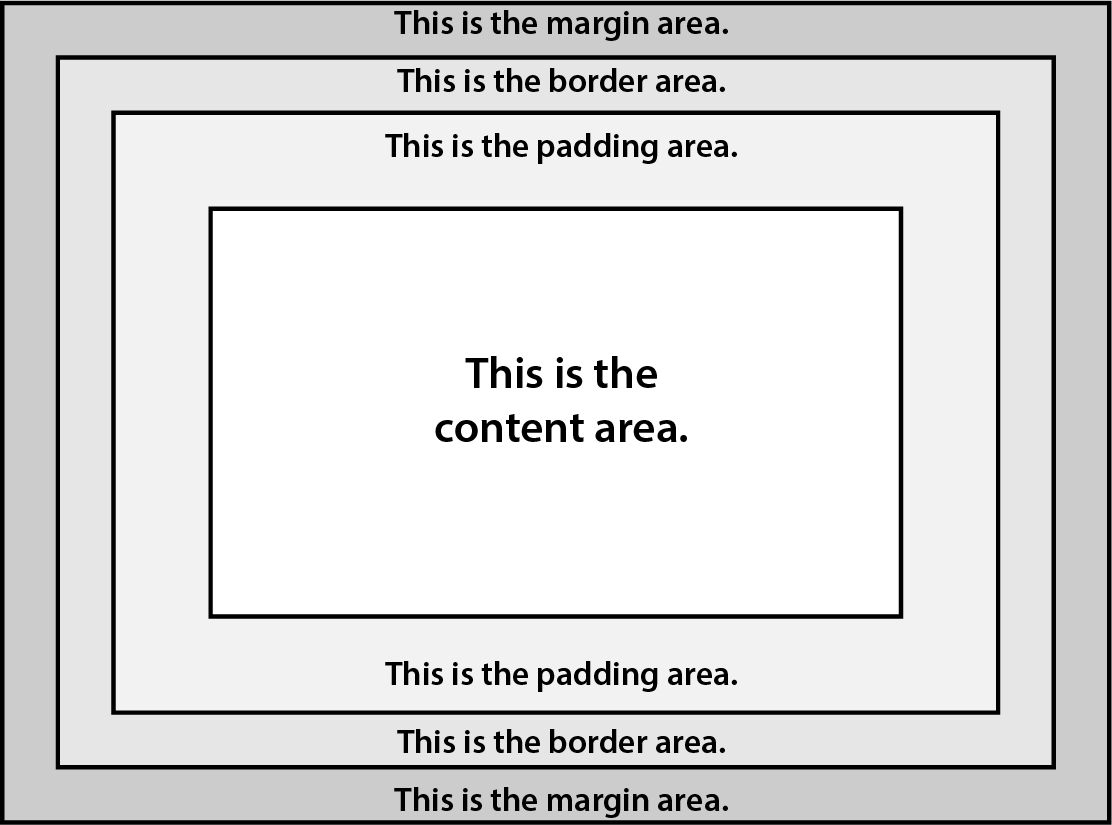 This is the margin area.
This is the border area.
This is the padding area.
This is the
content area.
This is the padding area.
This is the border area.
This is the margin area.